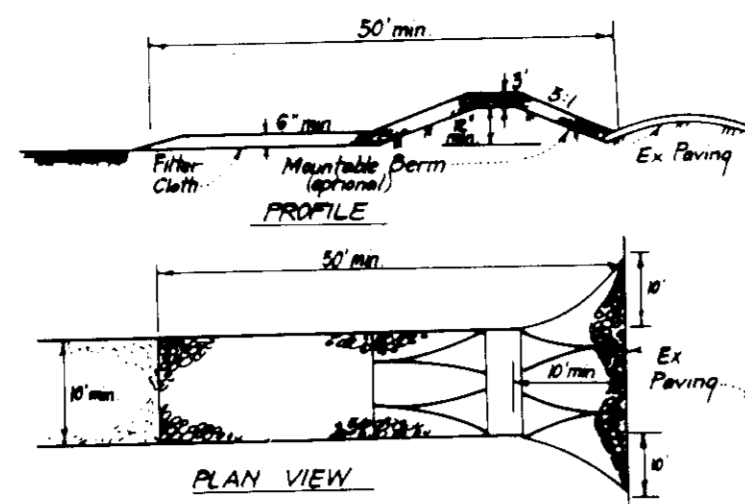 50' min.
3'
3:1
6" min
12"
min.
Filter
Cloth
Mountable Berm
(optional)
Ex Paving
PROFILE
50' min.
10'
10' min.
10' min
Ex
Paving
10'
PLAN VIEW